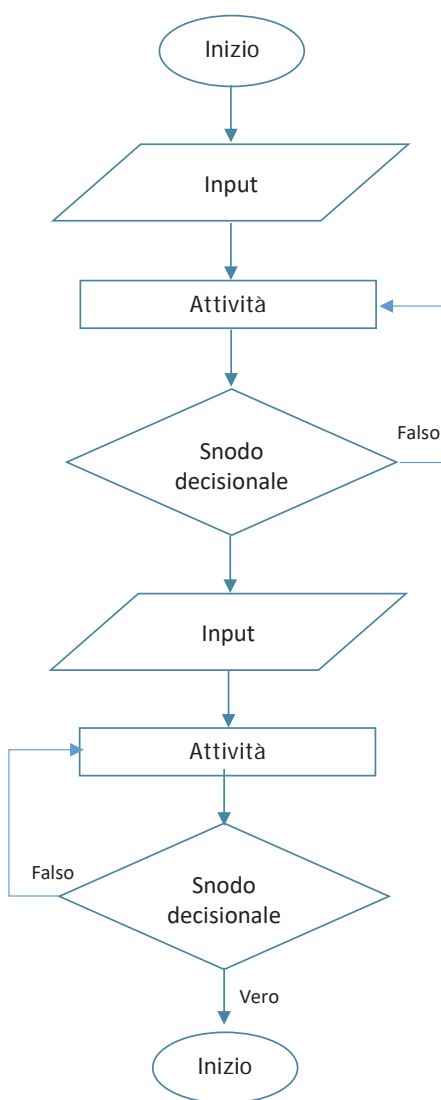 Inizio
Input
Attività
Snodo
decisionale
Falso
Input
Attività
Falso
Snodo
decisionale
Vero
Inizio